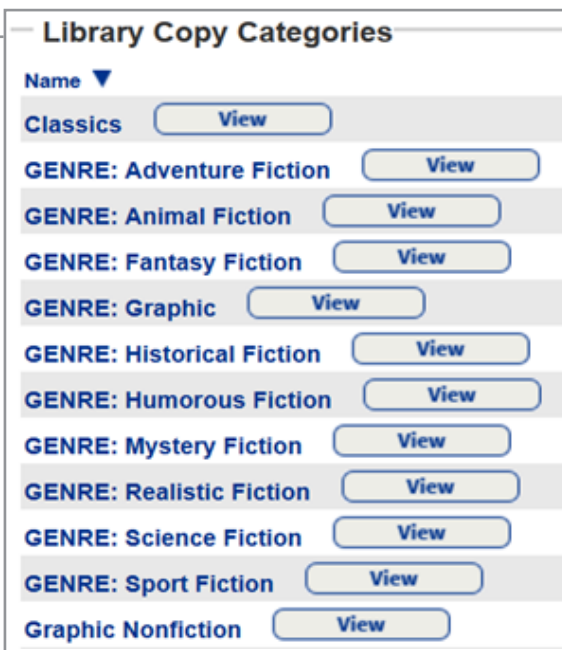 Library Copy Categories
Name ▼
Classics View
GENRE: Adventure Fiction View
GENRE: Animal Fiction View
GENRE: Fantasy Fiction View
GENRE: Graphic View
GENRE: Historical Fiction View
GENRE: Humorous Fiction View
GENRE: Mystery Fiction View
GENRE: Realistic Fiction View
GENRE: Science Fiction View
GENRE: Sport Fiction View
Graphic Nonfiction View